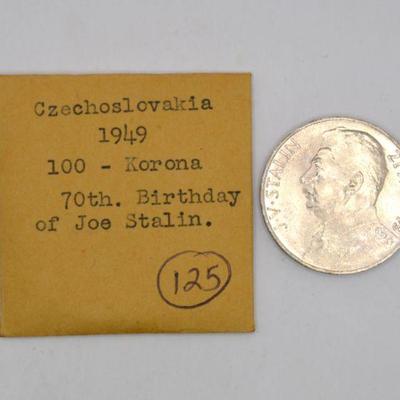 Czechoslovakia
1949
100 - Korona
70th. Birthday
of Joe Stalin.
125
J.V.STALIN